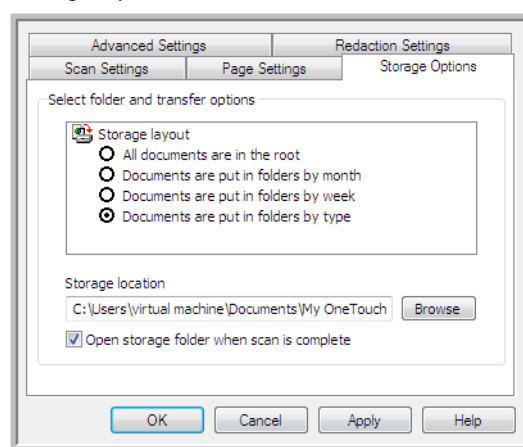 Advanced Settings Redaction Settings
Scan Settings Page Settings Storage Options
Select folder and transfer options
Storage layout
All documents are in the root
Documents are put in folders by month
Documents are put in folders by week
Documents are put in folders by type
Storage location
C:\Users\virtual machine\Documents\My OneTouch Browse
Open storage folder when scan is complete
OK Cancel Apply Help